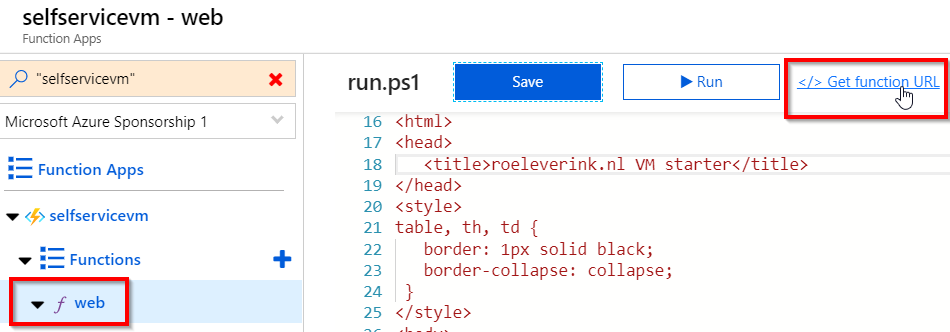 selfservicevm - web
Function Apps
"selfservicevm"
Microsoft Azure Sponsorship 1
Function Apps
selfservicevm
Functions
web
run.ps1
Save
Run
</> Get function URL
16 <html>
17 <head>
18 <title>roeleverink.nl VM starter</title>
19 </head>
20 <style>
21 table, th, td {
22 border: 1px solid black;
23 border-collapse: collapse;
24 }
25 </style>
26 <body>